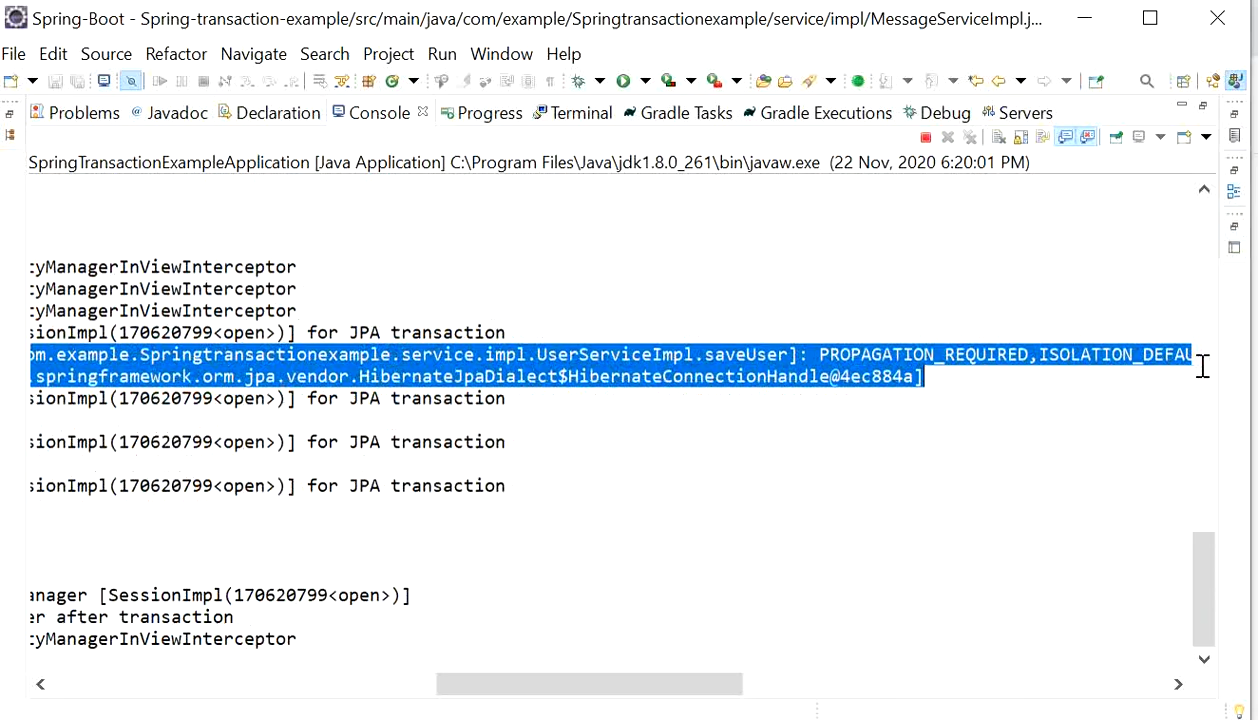 Spring-Boot - Spring-transaction-example/src/main/java/com/example/Springtransactionexample/service/impl/MessageServiceImpl.j...
File Edit Source Refactor Navigate Search Project Run Window Help
Problems Javadoc Declaration Console Progress Terminal Gradle Tasks Gradle Executions Debug Servers
SpringTransactionExampleApplication [Java Application] C:\Program Files\Java\jdk1.8.0_261\bin\javaw.exe (22 Nov, 2020 6:20:01 PM)
tyManagerInViewInterceptor
tyManagerInViewInterceptor
tyManagerInViewInterceptor
sionImpl(170620799<open>)] for JPA transaction
om.example.Springtransactionexample.service.impl.UserServiceImpl.saveUser]: PROPAGATION_REQUIRED,ISOLATION_DEFAU
.springframework.orm.jpa.vendor.HibernateJpaDialect$HibernateConnectionHandle@4ec884a]
sionImpl(170620799<open>)] for JPA transaction
sionImpl(170620799<open>)] for JPA transaction
sionImpl(170620799<open>)] for JPA transaction
anager [SessionImpl(170620799<open>)]
er after transaction
tyManagerInViewInterceptor